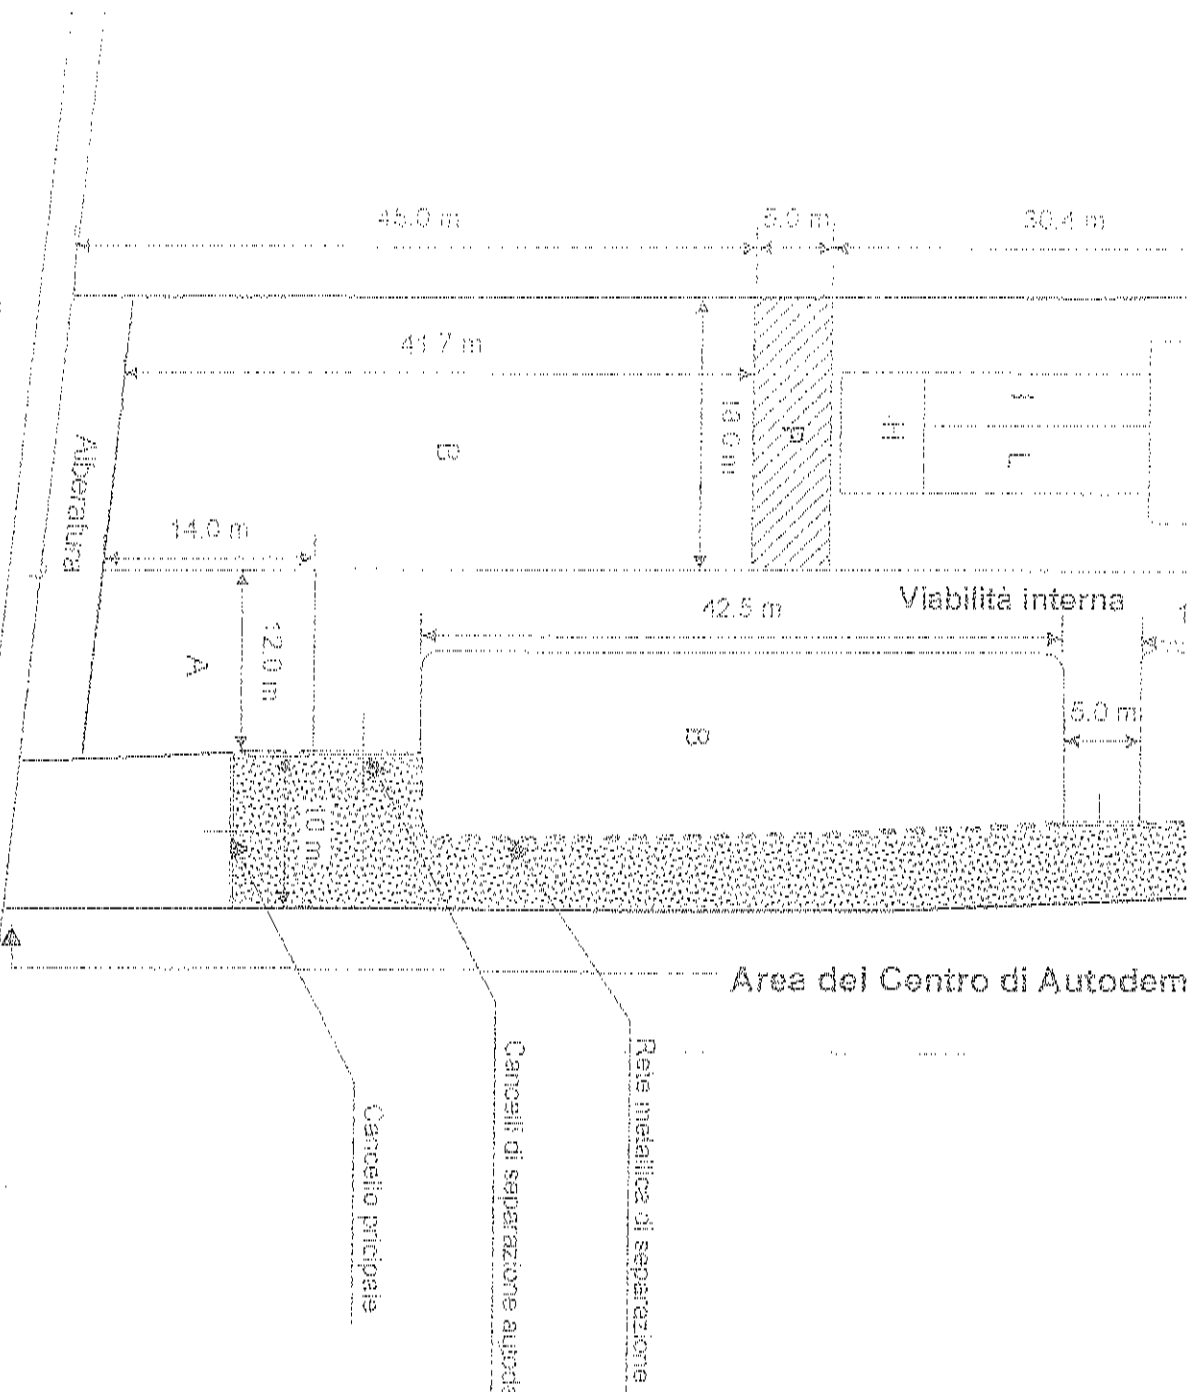 45.0 m
5.0 m
30.4 m
41.7 m
18.0 m
B
H
L
Alberatura
14.0 m
Viabilità interna
42.5 m
12.0 m
A
B
5.0 m
10 m
Area del Centro di Autodem
Rete metallica di separazione
Cancelli di separazione autode
Cancello pricipale